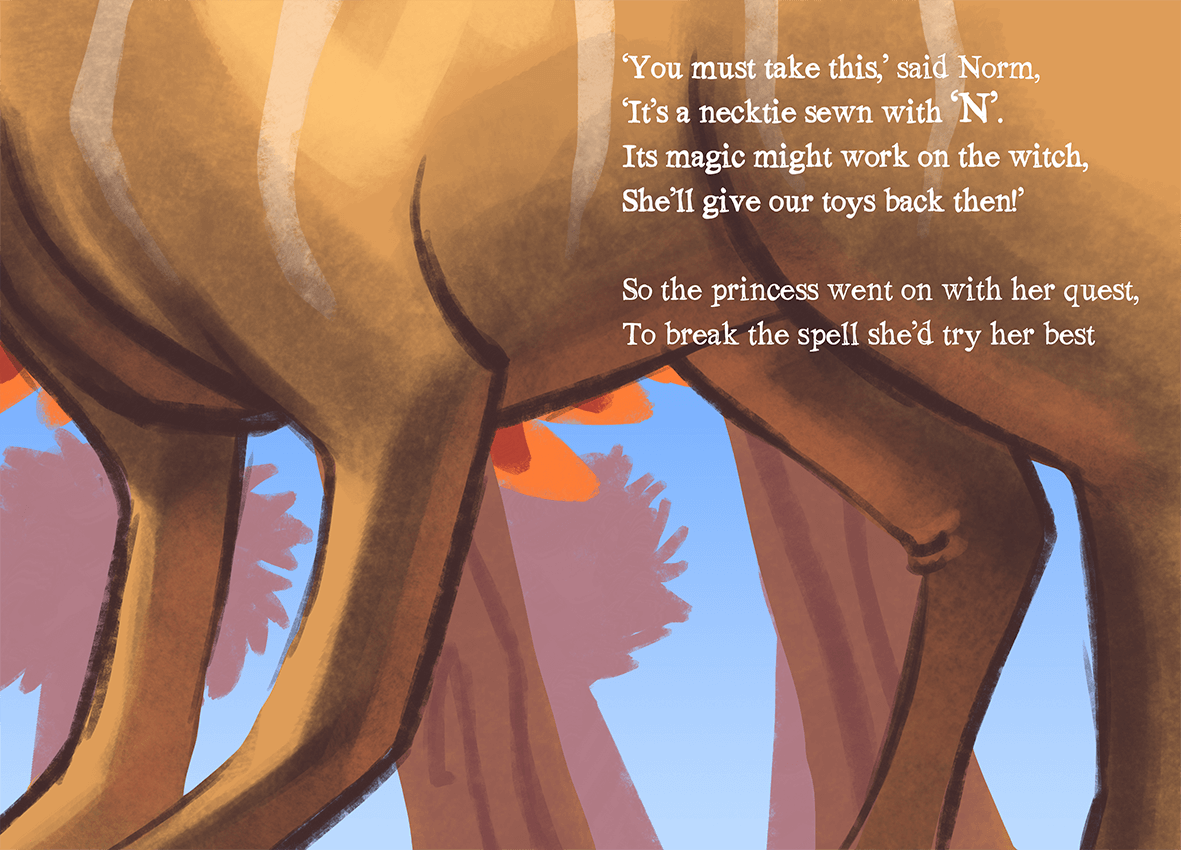 ‘You must take this,’ said Norm,
‘It’s a necktie sewn with ‘N’.
Its magic might work on the witch,
She’ll give our toys back then!’
So the princess went on with her quest,
To break the spell she’d try her best